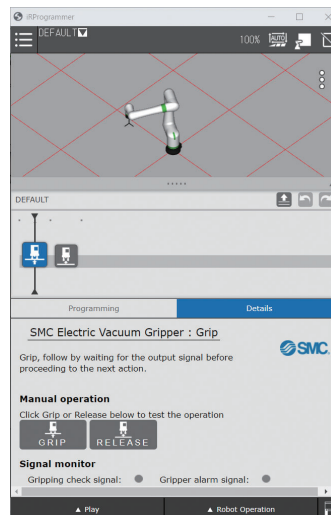 iRProgrammer
DEFAULT
100% AUTO
DEFAULT
Programming Details
SMC Electric Vacuum Gripper : Grip
SMC.
Grip, follow by waiting for the output signal before
proceeding to the next action.
Manual operation
Click Grip or Release below to test the operation
GRIP RELEASE
Signal monitor
Gripping check signal: Gripper alarm signal:
▲ Play ▲ Robot Operation